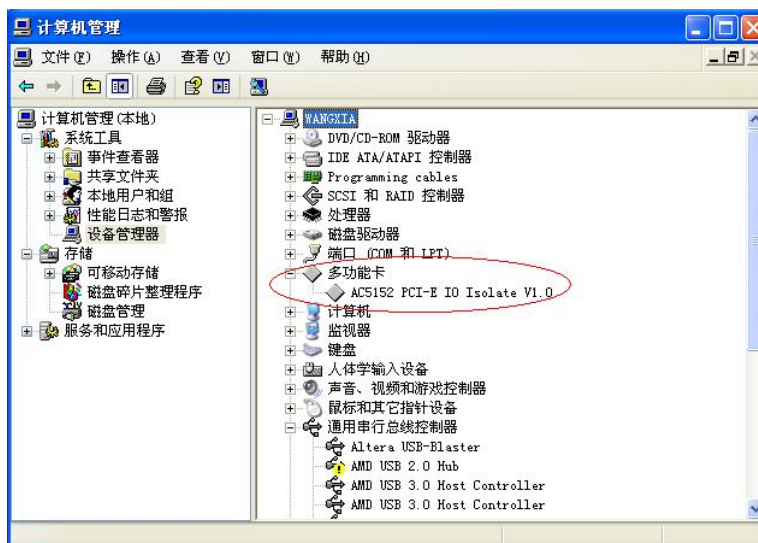 计算机管理
文件(F) 操作(A) 查看(V) 窗口(W) 帮助(H)
计算机管理(本地)
系统工具
事件查看器
共享文件夹
本地用户和组
性能日志和警报
设备管理器
存储
可移动存储
磁盘碎片整理程序
磁盘管理
服务和应用程序
WANGXIA
DVD/CD-ROM 驱动器
IDE ATA/ATAPI 控制器
Programming cables
SCSI 和 RAID 控制器
处理器
磁盘驱动器
端口 (COM 和 LPT)
多功能卡
AC5152 PCI-E IO Isolate V1.0
计算机
监视器
键盘
人体学输入设备
声音、视频和游戏控制器
鼠标和其它指针设备
通用串行总线控制器
Altera USB-Blaster
AMD USB 2.0 Hub
AMD USB 3.0 Host Controller
AMD USB 3.0 Host Controller